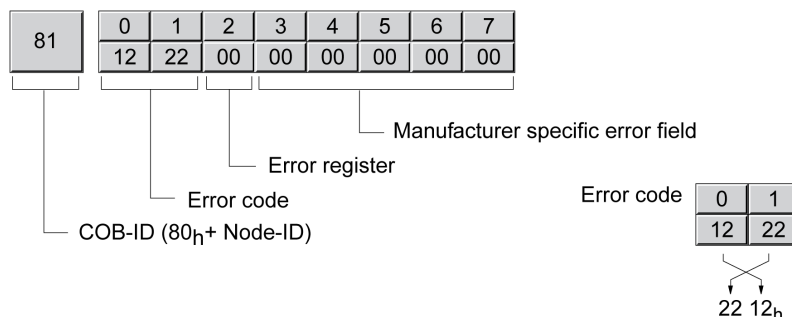 81
0 1 2 3 4 5 6 7
12 22 00 00 00 00 00 00
Manufacturer specific error field
Error register
Error code
COB-ID (80h+ Node-ID)
Error code
0 1
12 22
22 12h